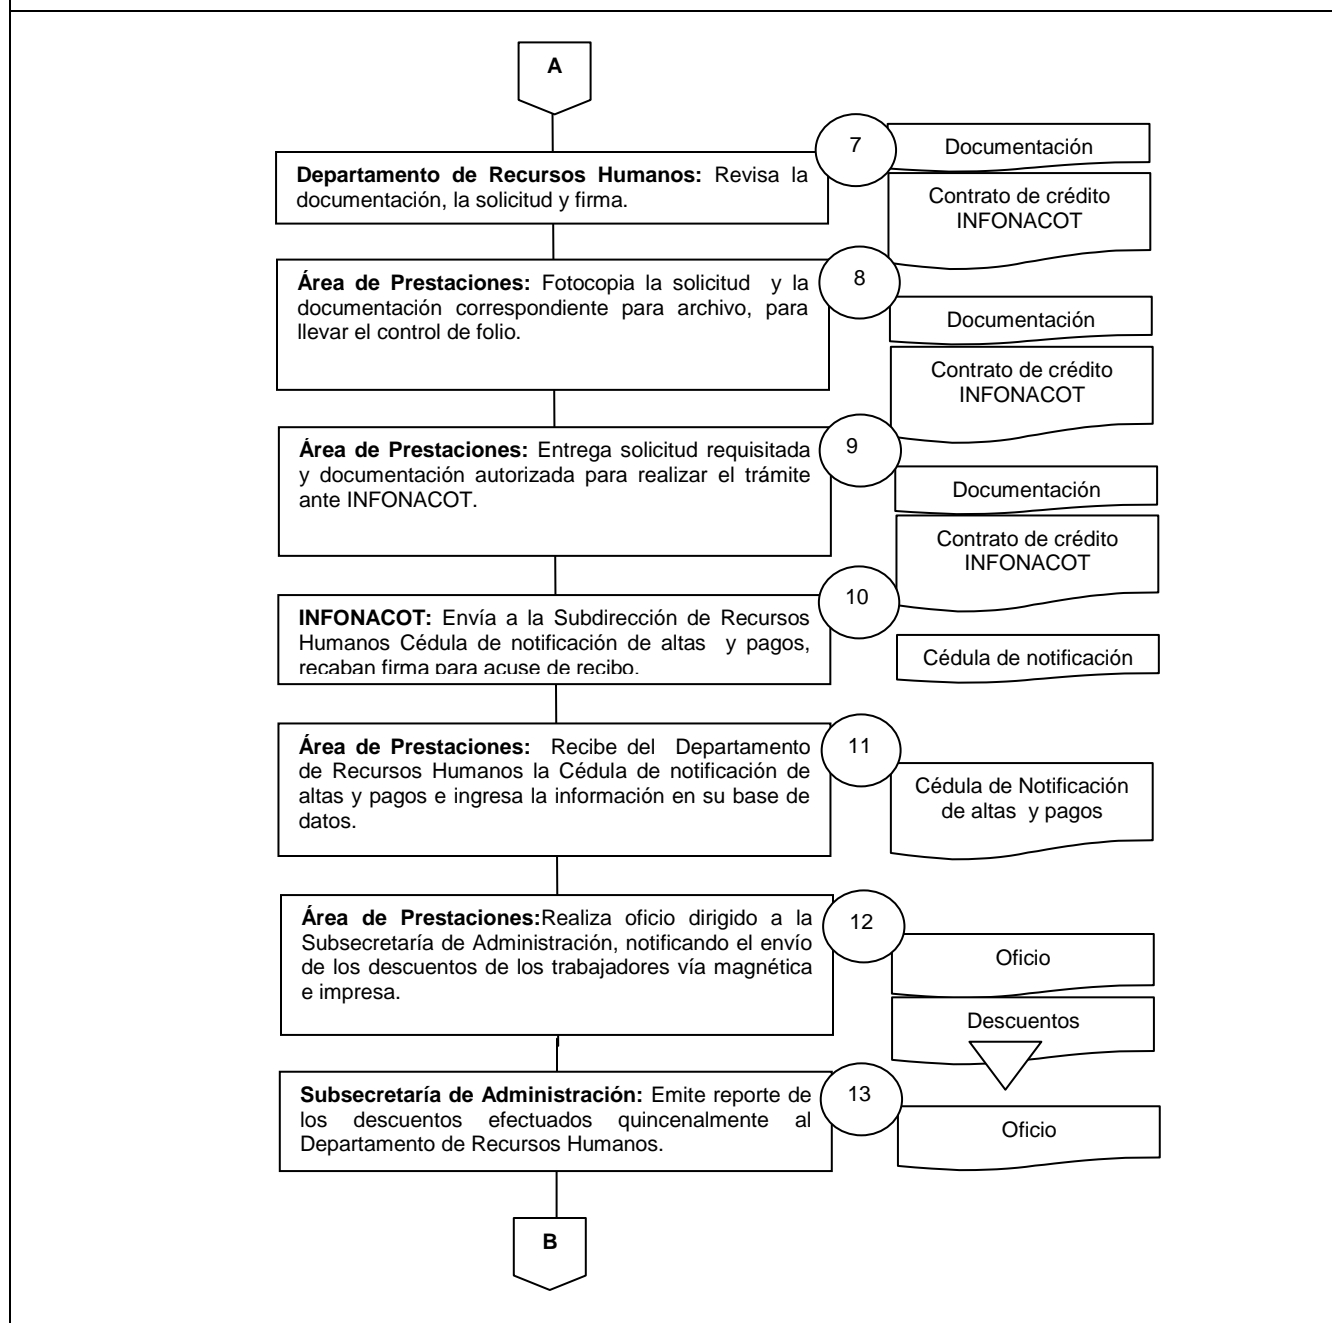 A
7
Documentación
Departamento de Recursos Humanos: Revisa la
documentación, la solicitud y firma.
Contrato de crédito
INFONACOT
8
Área de Prestaciones: Fotocopia la solicitud y la
documentación correspondiente para archivo, para
llevar el control de folio.
Documentación
Contrato de crédito
INFONACOT
9
Área de Prestaciones: Entrega solicitud requisitada
y documentación autorizada para realizar el trámite
ante INFONACOT.
Documentación
Contrato de crédito
INFONACOT
10
INFONACOT: Envía a la Subdirección de Recursos
Humanos Cédula de notificación de altas y pagos,
recaban firma para acuse de recibo.
Cédula de notificación
11
Área de Prestaciones: Recibe del Departamento
de Recursos Humanos la Cédula de notificación de
altas y pagos e ingresa la información en su base de
datos.
Cédula de Notificación
de altas y pagos
12
Área de Prestaciones:Realiza oficio dirigido a la
Subsecretaría de Administración, notificando el envío
de los descuentos de los trabajadores vía magnética
e impresa.
Oficio
Descuentos
13
Subsecretaría de Administración: Emite reporte de
los descuentos efectuados quincenalmente al
Departamento de Recursos Humanos.
Oficio
B